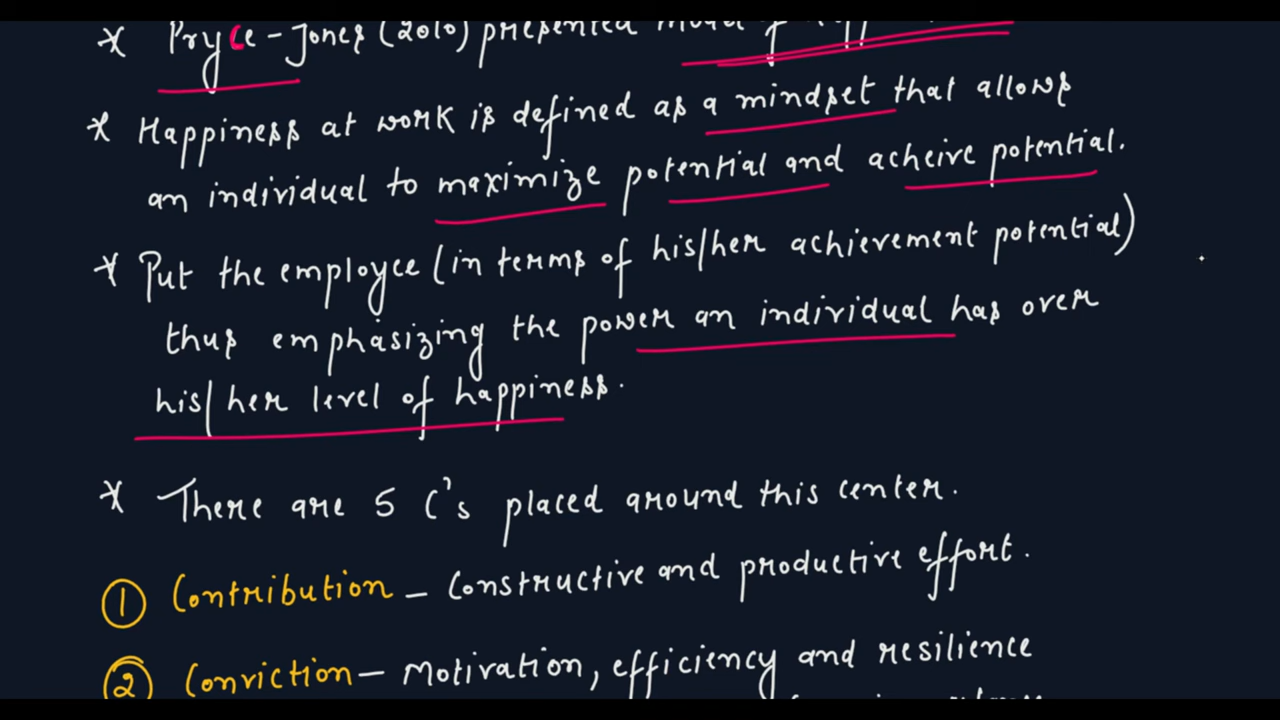 * Pryce - Jones (2010) presented model of
* Happiness at work is defined as a mindset that allows
an individual to maximize potential and acheive potential.
* Put the employee (in terms of his/her achievement potential)
thus emphasizing the power an individual has over
his/her level of happiness.
* There are 5 C's placed around this center.
① Contribution – Constructive and productive effort.
② Conviction – Motivation, efficiency and resilience